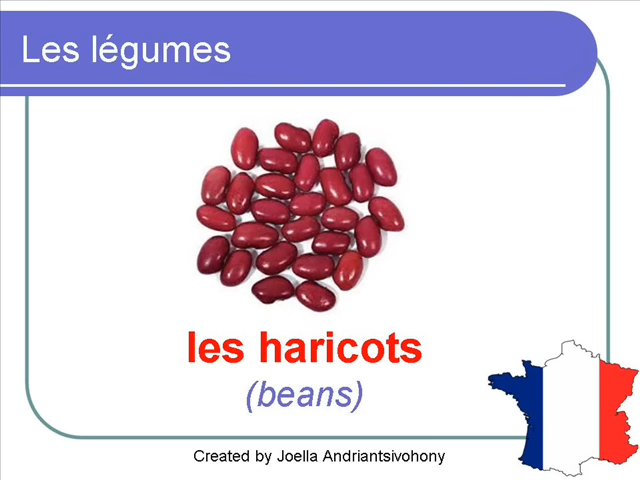 Les légumes
les haricots
(beans)
Created by Joella Andriantsivohony